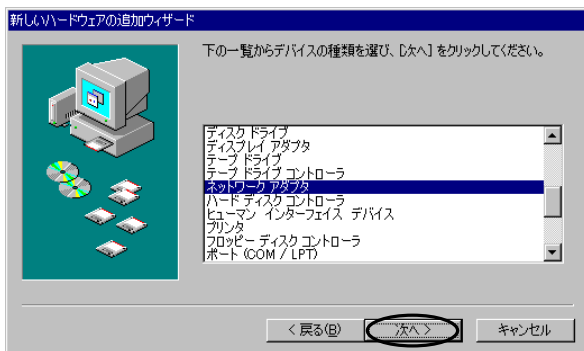 新しいハードウェアの追加ウィザード
下の一覧からデバイスの種類を選び、[次へ] をクリックしてください。
ディスク ドライブ
ディスプレイ アダプタ
テープ ドライブ
テープ ドライブ コントローラ
ネットワーク アダプタ
ハード ディスク コントローラ
ヒューマン インターフェイス デバイス
プリンタ
フロッピー ディスク コントローラ
ポート (COM / LPT)
< 戻る(B)
次へ >
キャンセル